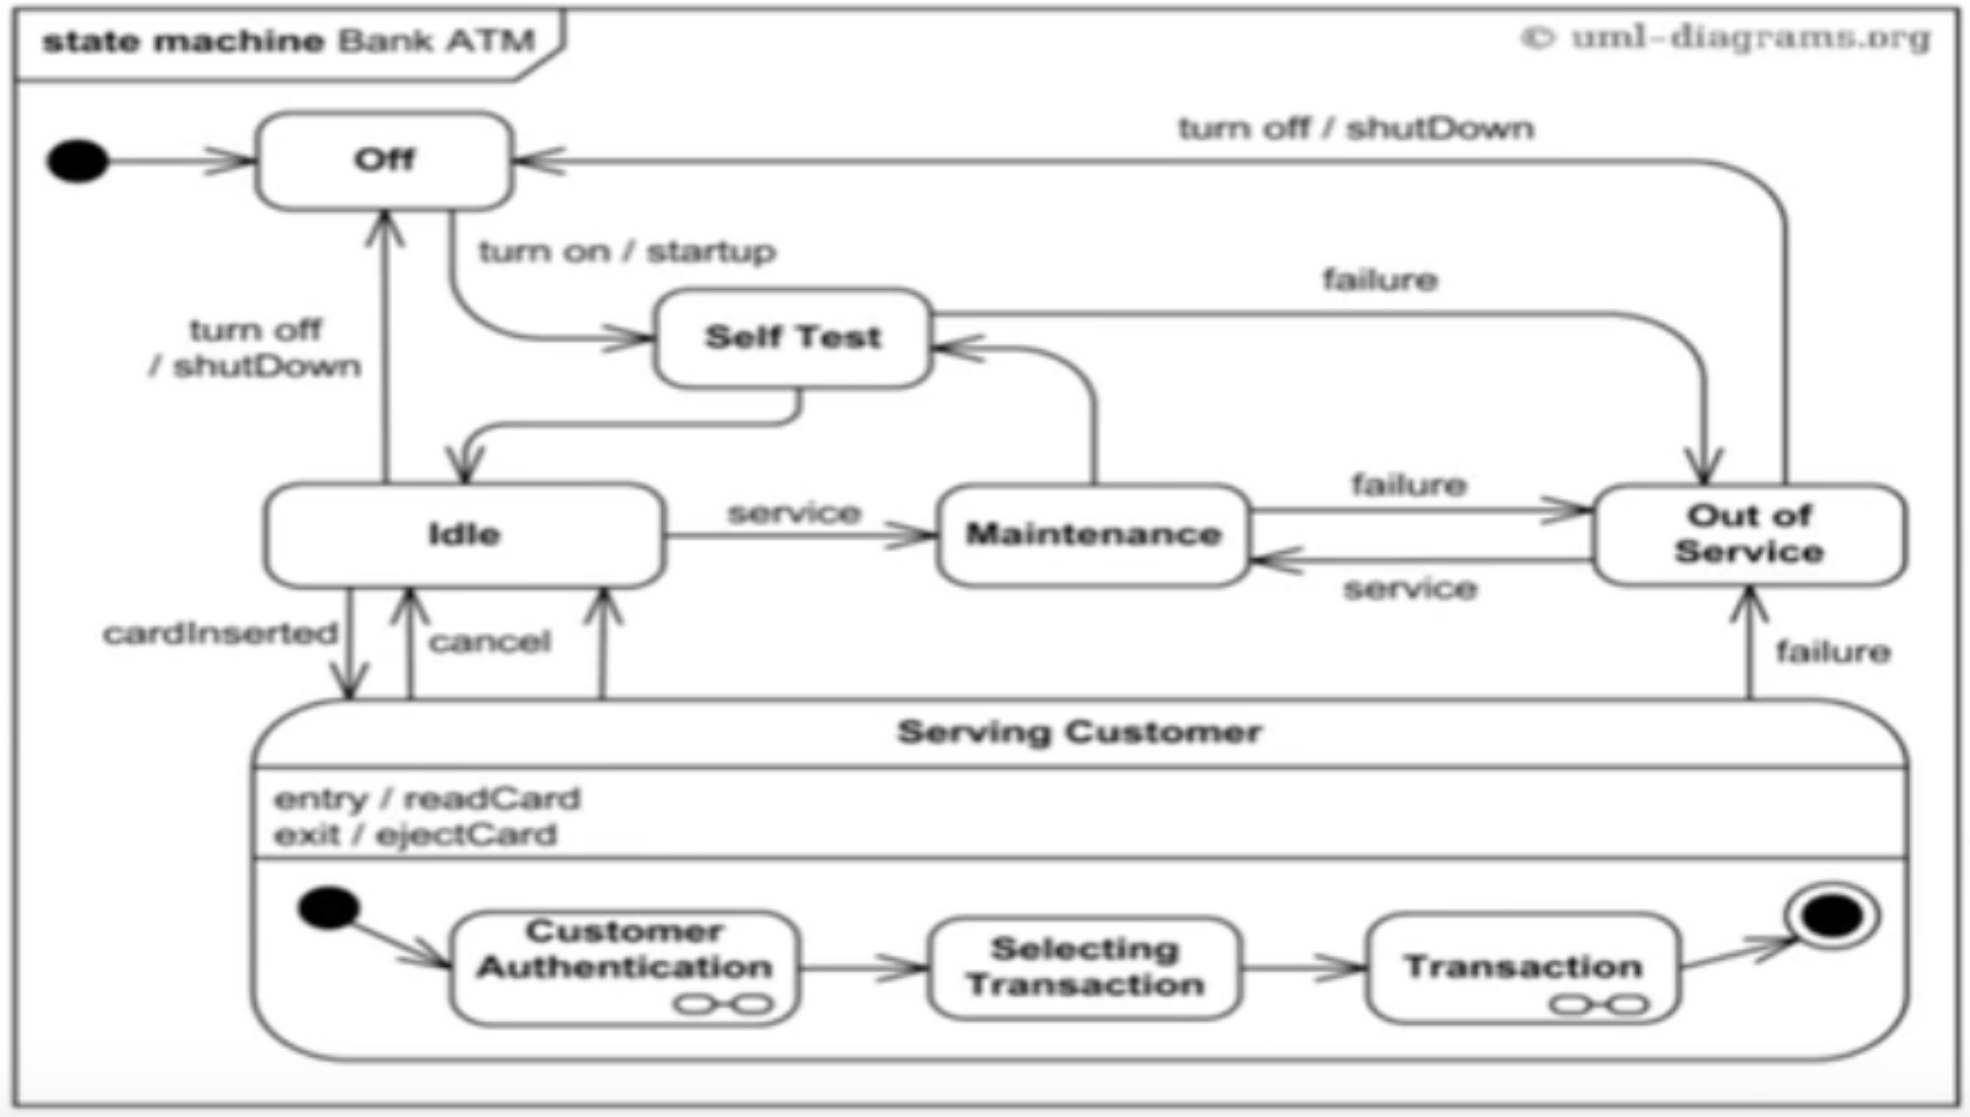 state machine Bank ATM
© uml-diagrams.org
turn off / shutDown
Off
turn on / startup
failure
turn off
/ shutDown
Self Test
failure
service
Idle
Maintenance
Out of
Service
service
cardInserted
cancel
failure
Serving Customer
entry / readCard
exit / ejectCard
Customer
Authentication
Selecting
Transaction
Transaction